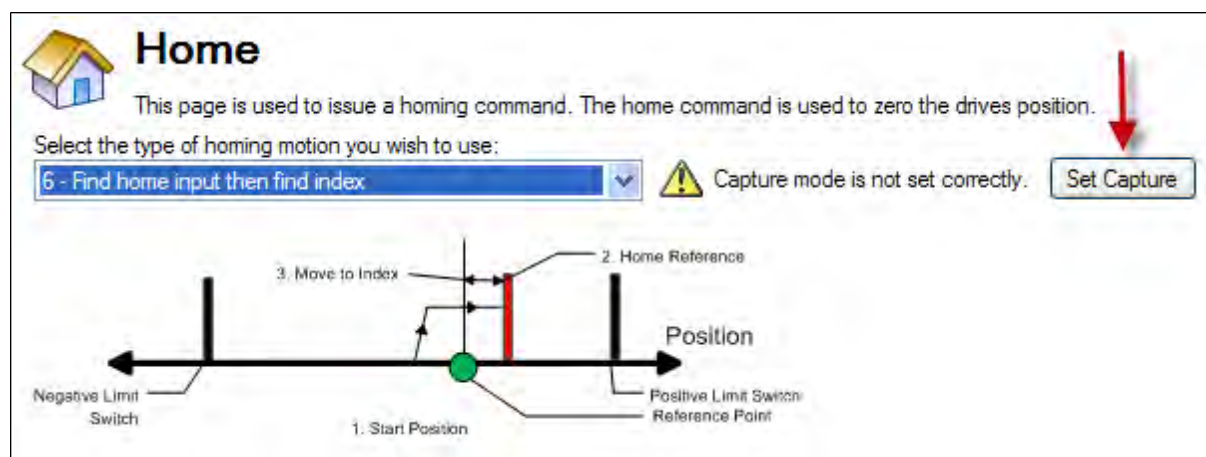 Home
This page is used to issue a homing command. The home command is used to zero the drives position.
Select the type of homing motion you wish to use:
6 - Find home input then find index
Capture mode is not set correctly.
Set Capture
3. Move to Index
2. Home Reference
Position
Negative Limit
Switch
1. Start Position
Positive Limit Switch
Reference Point